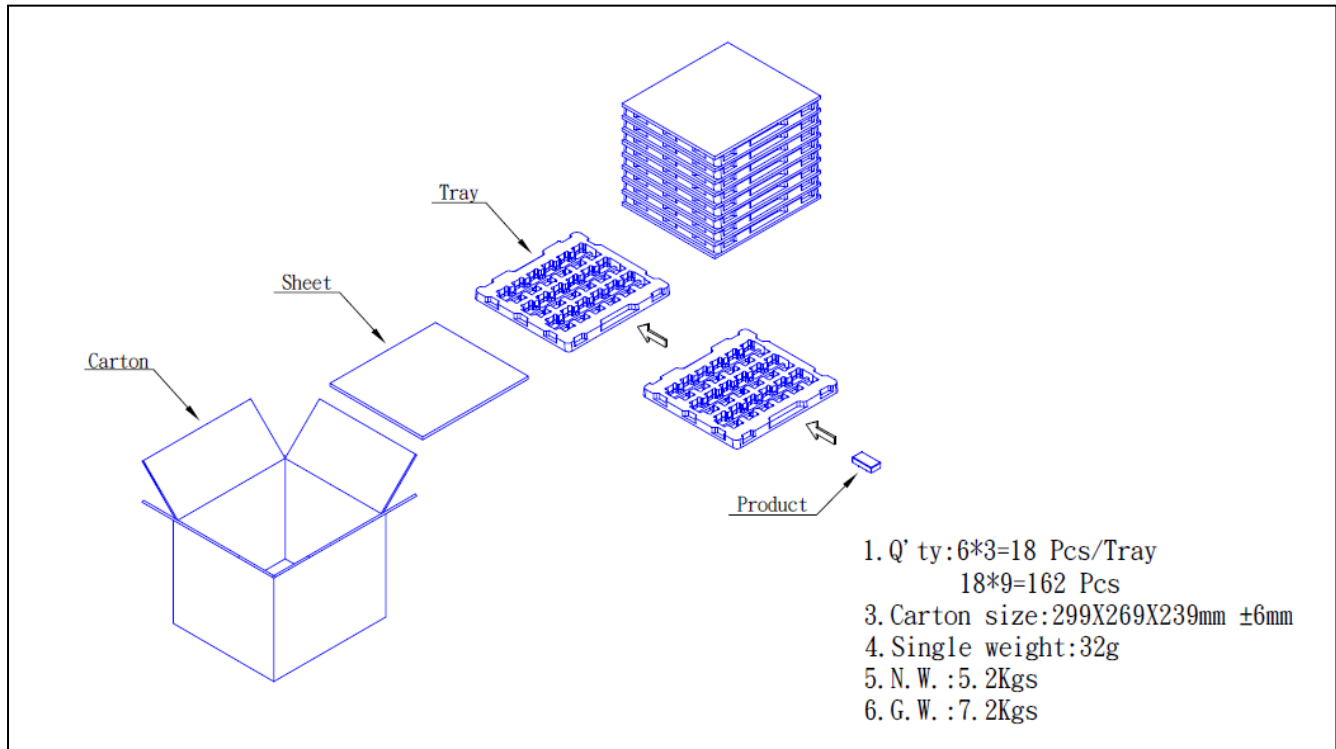 Tray
Sheet
Carton
Product
1.Q'ty:6*3=18 Pcs/Tray
18*9=162 Pcs
3.Carton size:299X269X239mm ±6mm
4.Single weight:32g
5.N.W.:5.2Kgs
6.G.W.:7.2Kgs